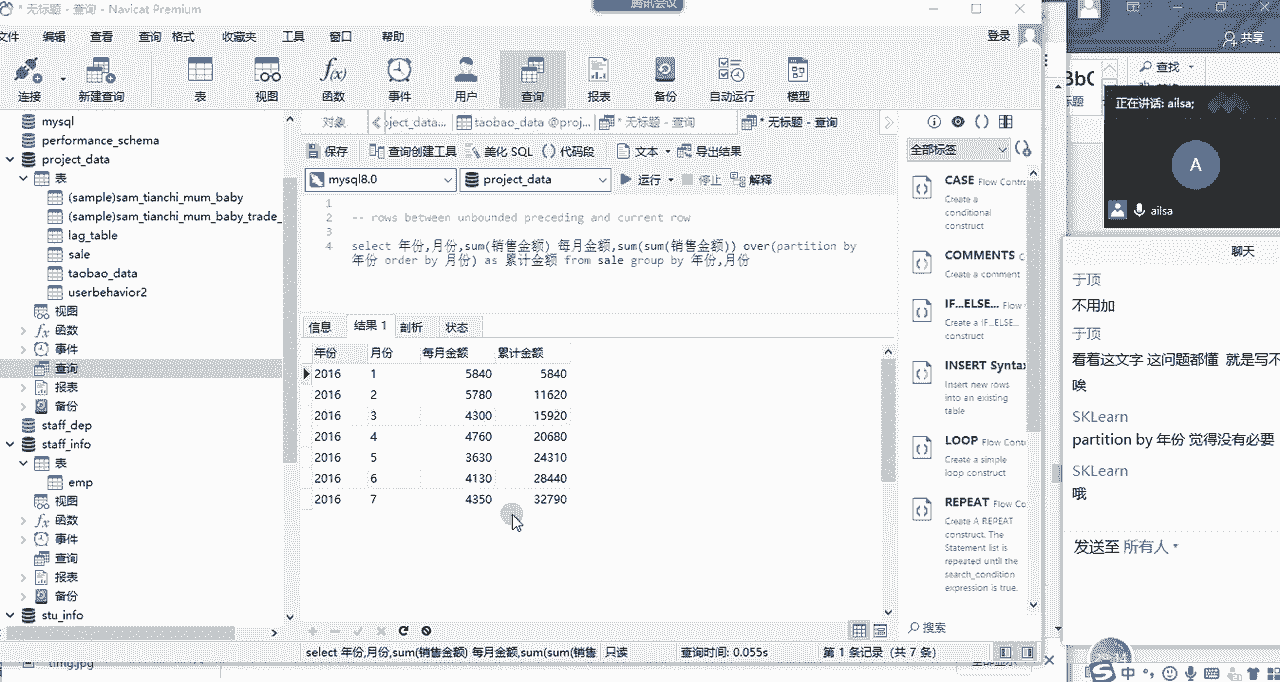 * 无标题 - 查询 - Navicat Premium
腾讯会议
文件 编辑 查看 查询 格式 收藏夹 工具 窗口 帮助
登录
连接 新建查询 表 视图 函数 事件 用户 查询 报表 备份 自动运行 模型
mysql
performance_schema
project_data
表
(sample)sam_tianchi_mum_baby
(sample)sam_tianchi_mum_baby_trade_
lag_table
sale
taobao_data
userbehavior2
视图
函数
事件
查询
报表
备份
staff_dep
staff_info
表
emp
视图
函数
事件
查询
报表
备份
stu_info
对象 oject_data... taobao_data @proj... * 无标题 - 查询 * 无标题 - 查询
保存 查询创建工具 美化 SQL () 代码段 文本 导出结果
mysql8.0 project_data 运行 停止 解释
1
2 -- rows between unbounded preceding and current row
3
4 select 年份,月份,sum(销售金额) 每月金额,sum(sum(销售金额)) over(partition by
年份 order by 月份) as 累计金额 from sale group by 年份,月份
信息 结果 1 剖析 状态
年份 月份 每月金额 累计金额
2016 1 5840 5840
2016 2 5780 11620
2016 3 4300 15920
2016 4 4760 20680
2016 5 3630 24310
2016 6 4130 28440
2016 7 4350 32790
select 年份,月份,sum(销售金额) 每月金额,sum(sum(销售 只读 查询时间: 0.055s 第 1 条记录 (共 7 条)
全部标签
CASE Flow Contr
Create a
conditional
construct
COMMENTS C
Create a comment
IF...ELSE... Flow
Create a IF...ELSE...
construct
INSERT Syntax
Insert new rows
into an existing
table
LOOP Flow Cont
Create a simple
loop construct
REPEAT Flow Co
Create A REPEAT
construct. The
Statement list is
repeated until the
search_condition
expression is true.
搜索
共享
查找
正在讲话: ailsa;
A
ailsa
聊天
于顶
不用加
于顶
看着这文字 这问题都懂 就是写不
唉
SKLearn
partition by 年份 觉得没有必要
SKLearn
哦
发送至 所有人
timg.jpg
中